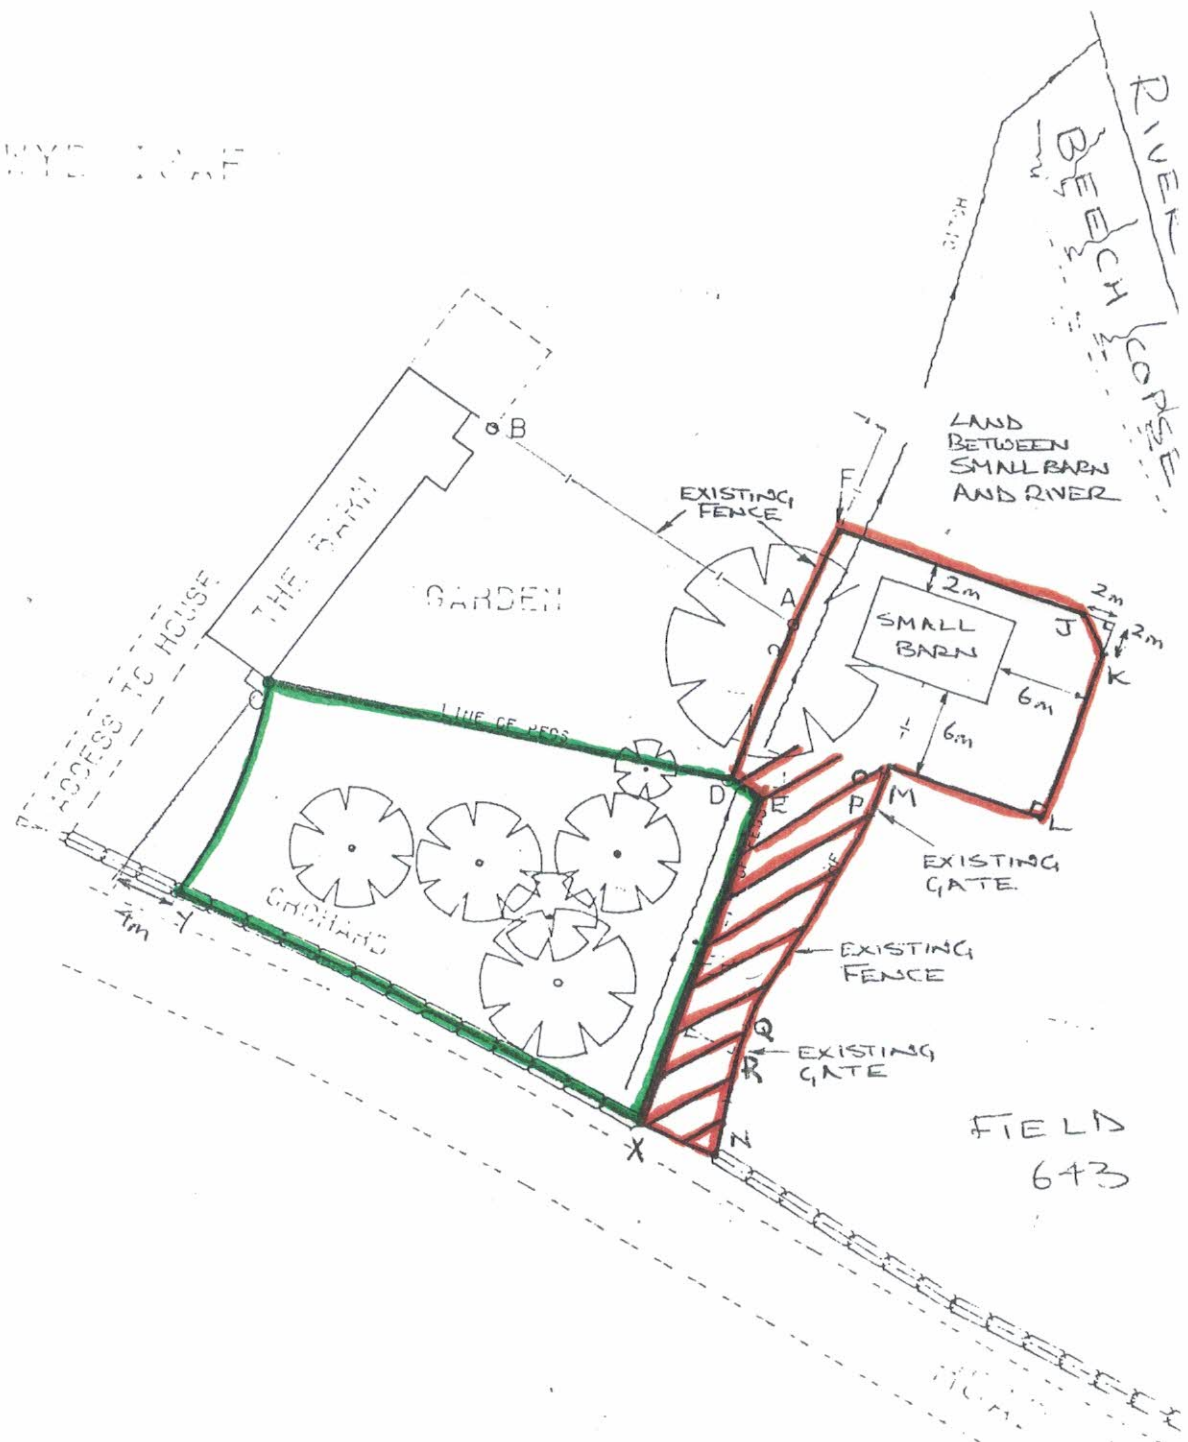 RIVER
BEECH COPSE
DITCH
B
LAND
BETWEEN
SMALL BARN
AND RIVER
F
EXISTING
FENCE
THE BARN
GARDEN
A
2m
SMALL
BARN
J
2m
2m
K
6m
6m
ACCESS TO HOUSE
LINE OF PEGS
D
E
P
M
L
EXISTING
GATE
ORCHARD
4m
Y
EXISTING
FENCE
Q
R
EXISTING
GATE
X
N
FIELD
643